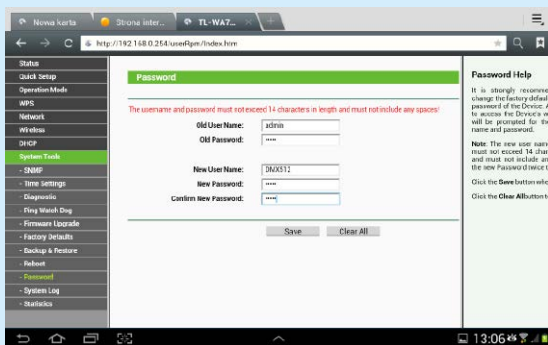 Nowa karta
Strona inter..
TL-WA7...
http://192.168.0.254/userRpm/Index.htm
Status
Quick Setup
Operation Mode
WPS
Network
Wireless
DHCP
System Tools
- SNMP
- Time Settings
- Diagnostic
- Ping Watch Dog
- Firmware Upgrade
- Factory Defaults
- Backup & Restore
- Reboot
- Password
- System Log
- Statistics
Password
The username and password must not exceed 14 characters in length and must not include any spaces!
Old User Name: admin
Old Password: •••••
New User Name: DMX512
New Password: •••••
Confirm New Password: •••••
Save Clear All
Password Help
It is strongly recomme
change the factory defaul
password of the Device. A
to access the Device's w
will be prompted for the
name and password.
Note: The new user nam
must not exceed 14 char
and must not include an
the new Password twice t
Click the Save button whe
Click the Clear All button t
13:06